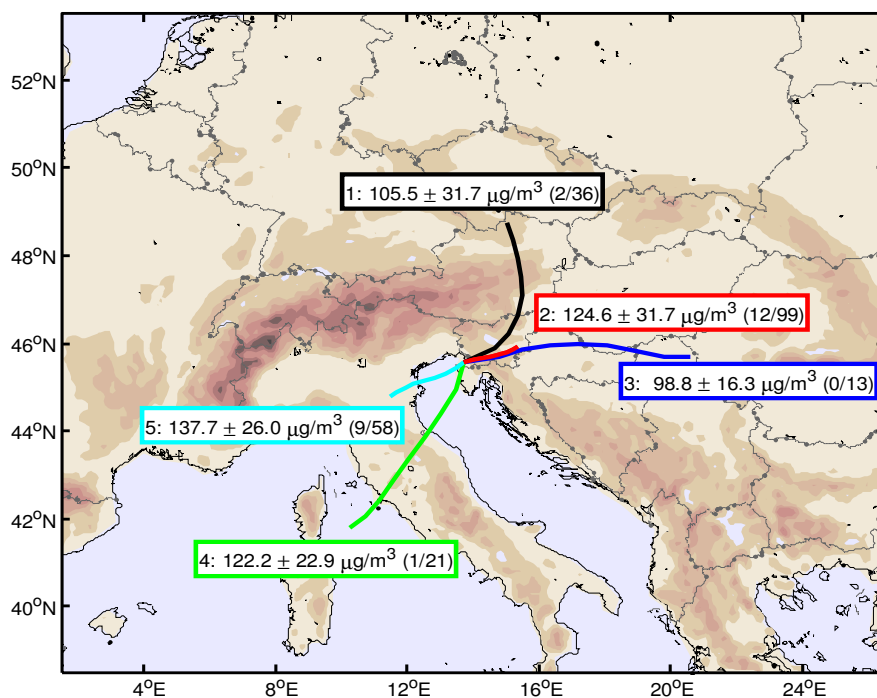 52°N
50°N
1: 105.5 ± 31.7 μg/m³ (2/36)
48°N
2: 124.6 ± 31.7 μg/m³ (12/99)
46°N
3: 98.8 ± 16.3 μg/m³ (0/13)
5: 137.7 ± 26.0 μg/m³ (9/58)
44°N
42°N
4: 122.2 ± 22.9 μg/m³ (1/21)
40°N
4°E 8°E 12°E 16°E 20°E 24°E